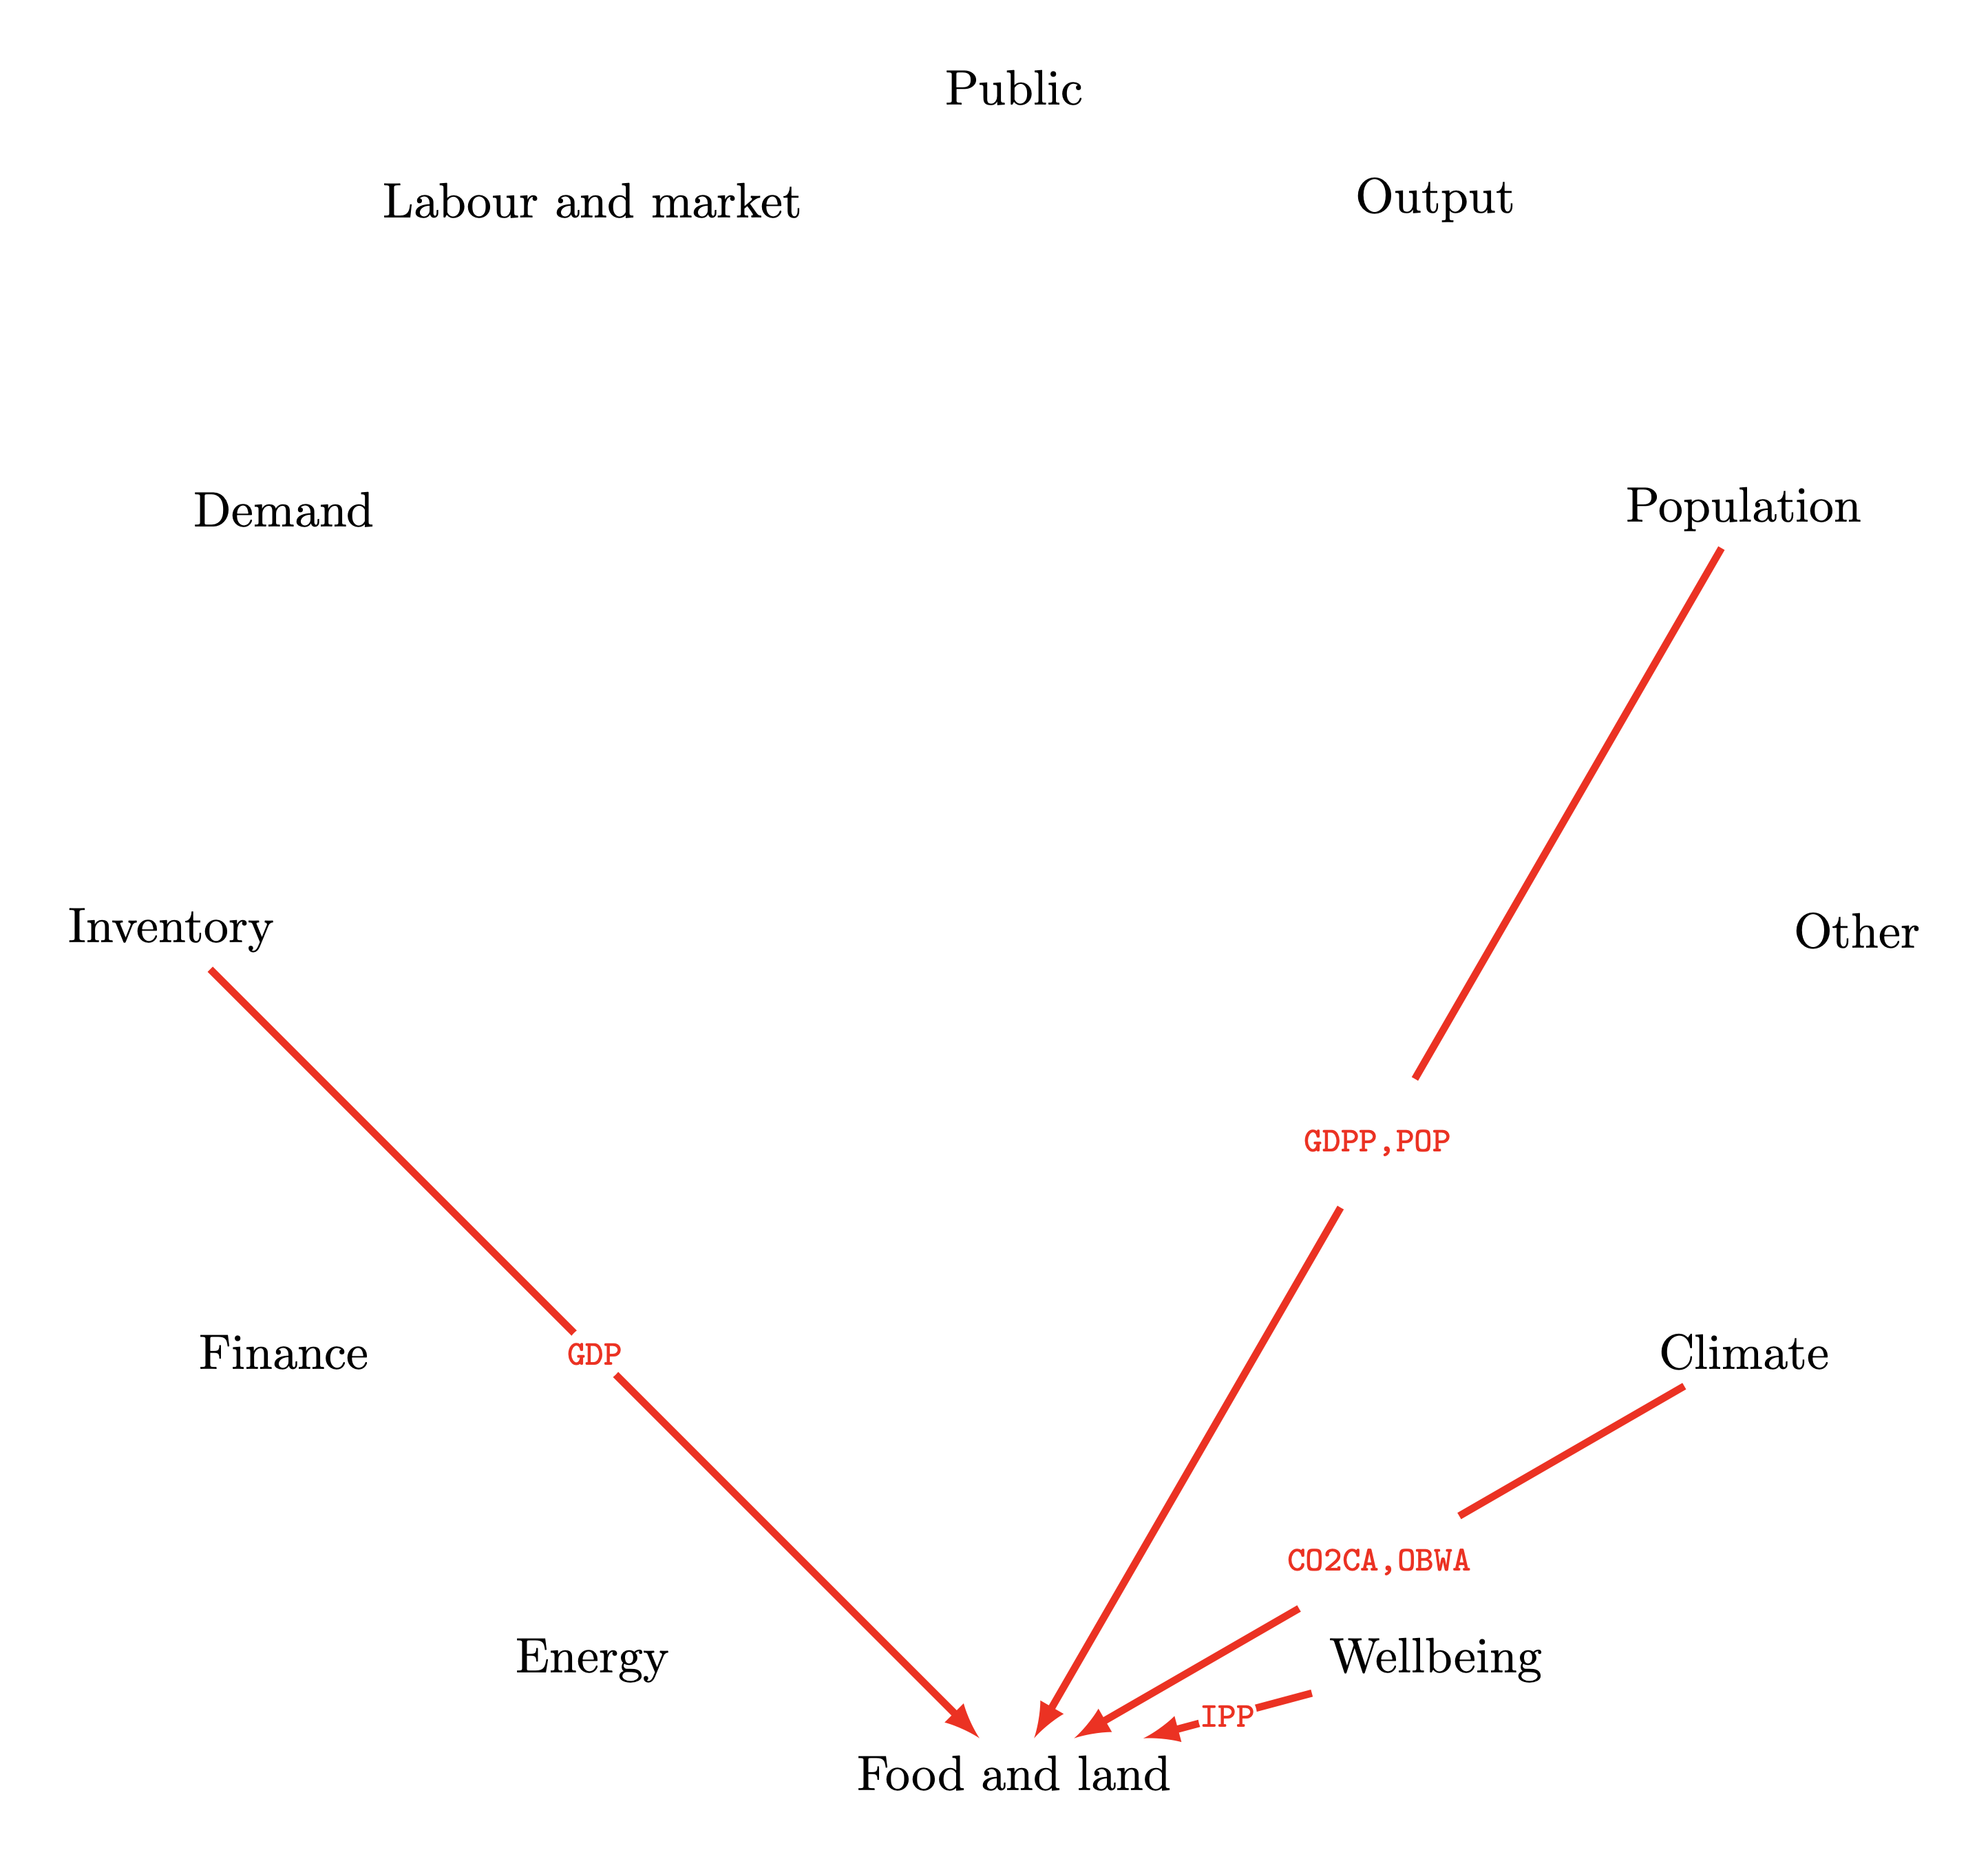 Public
Labour and market
Output
Demand
Population
Inventory
Other
GDPP,POP
Finance
GDP
Climate
CO2CA,OBWA
Energy
Wellbeing
IPP
Food and land